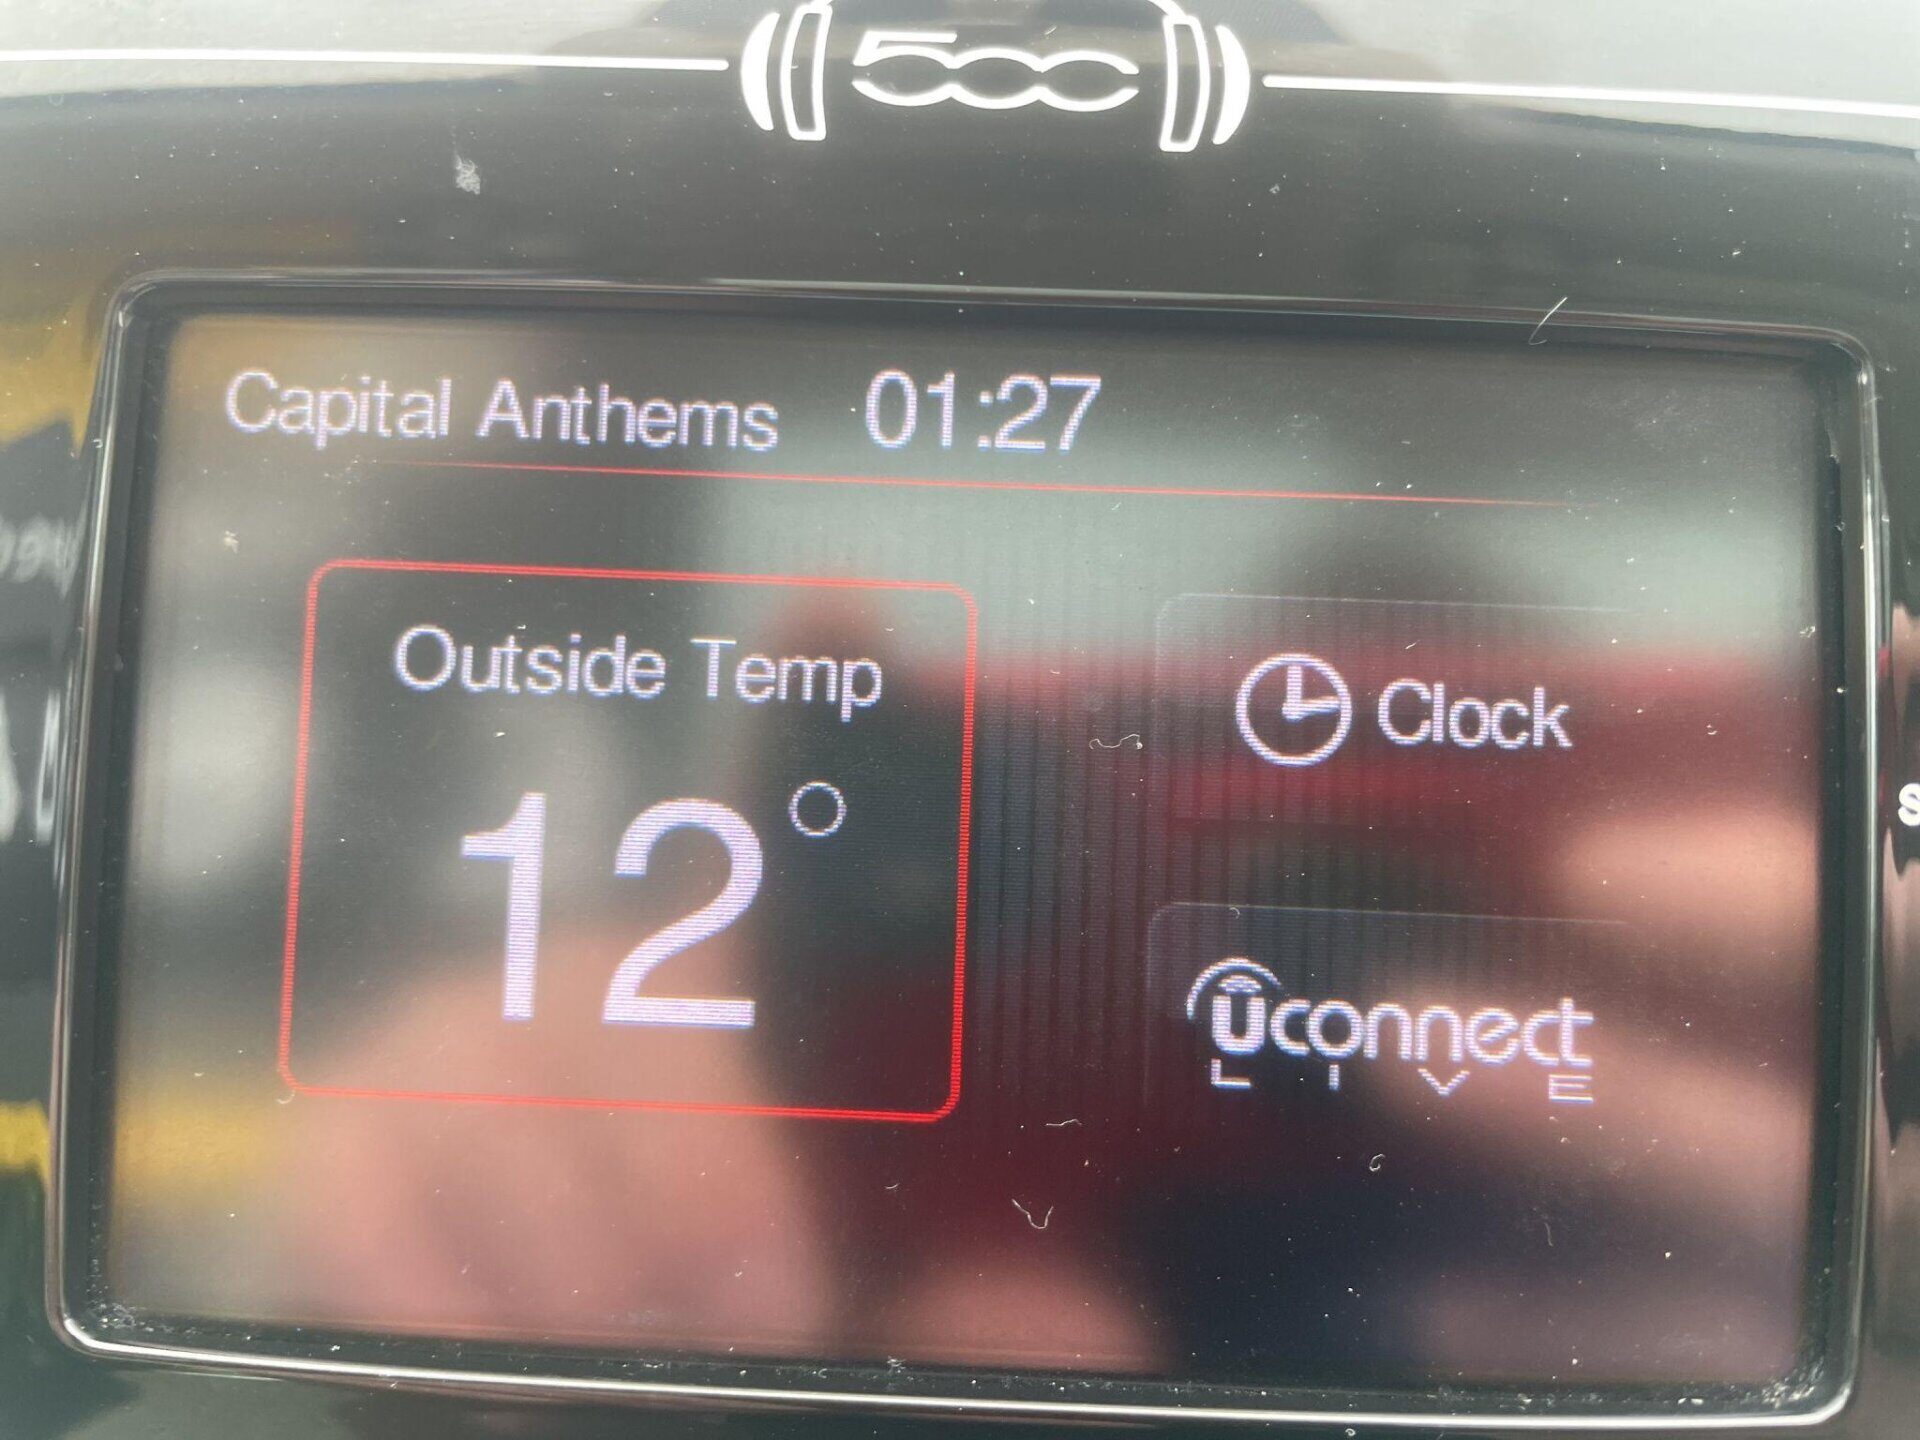 500
Capital Anthems 01:27
Outside Temp
12°
Clock
uconnect
LIVE